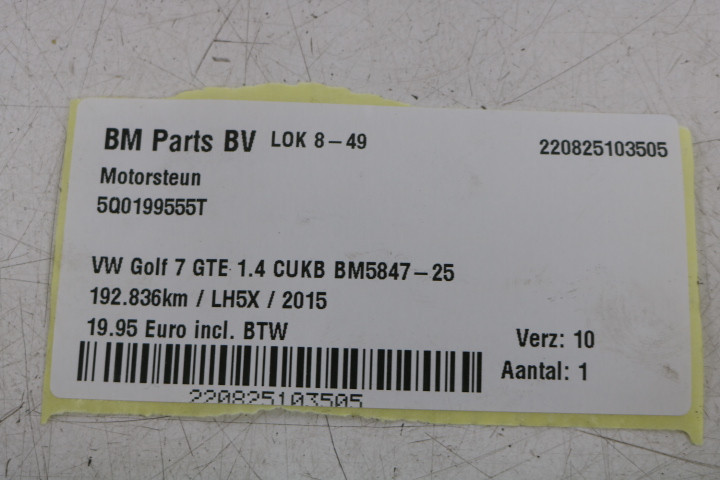 BM Parts BV LOK 8-49 220825103505
Motorsteun
5Q0199555T
VW Golf 7 GTE 1.4 CUKB BM5847-25
192.836km / LH5X / 2015
19.95 Euro incl. BTW
Verz: 10
Aantal: 1
220825103505